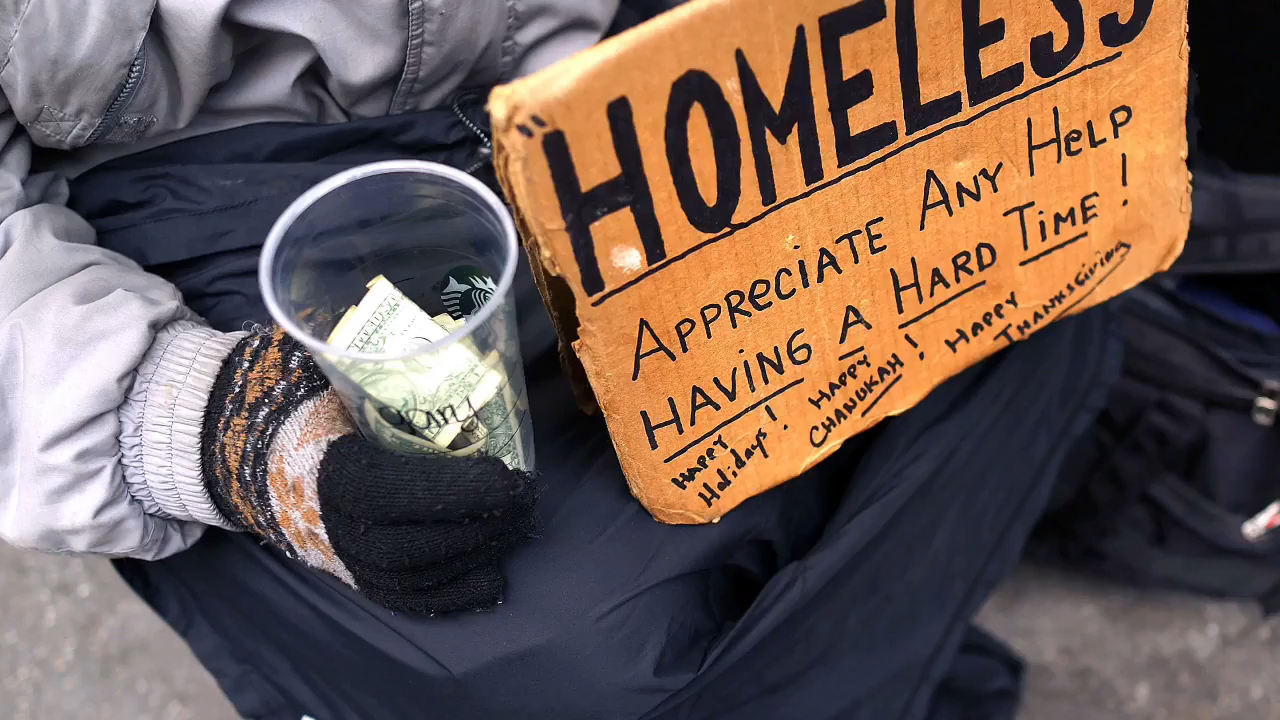 "HOMELESS
APPRECIATE ANY HELP
HAVING A HARD TIME!
HAPPY Holidays! HAPPY CHANUKAH! HAPPY THANKSGIVING